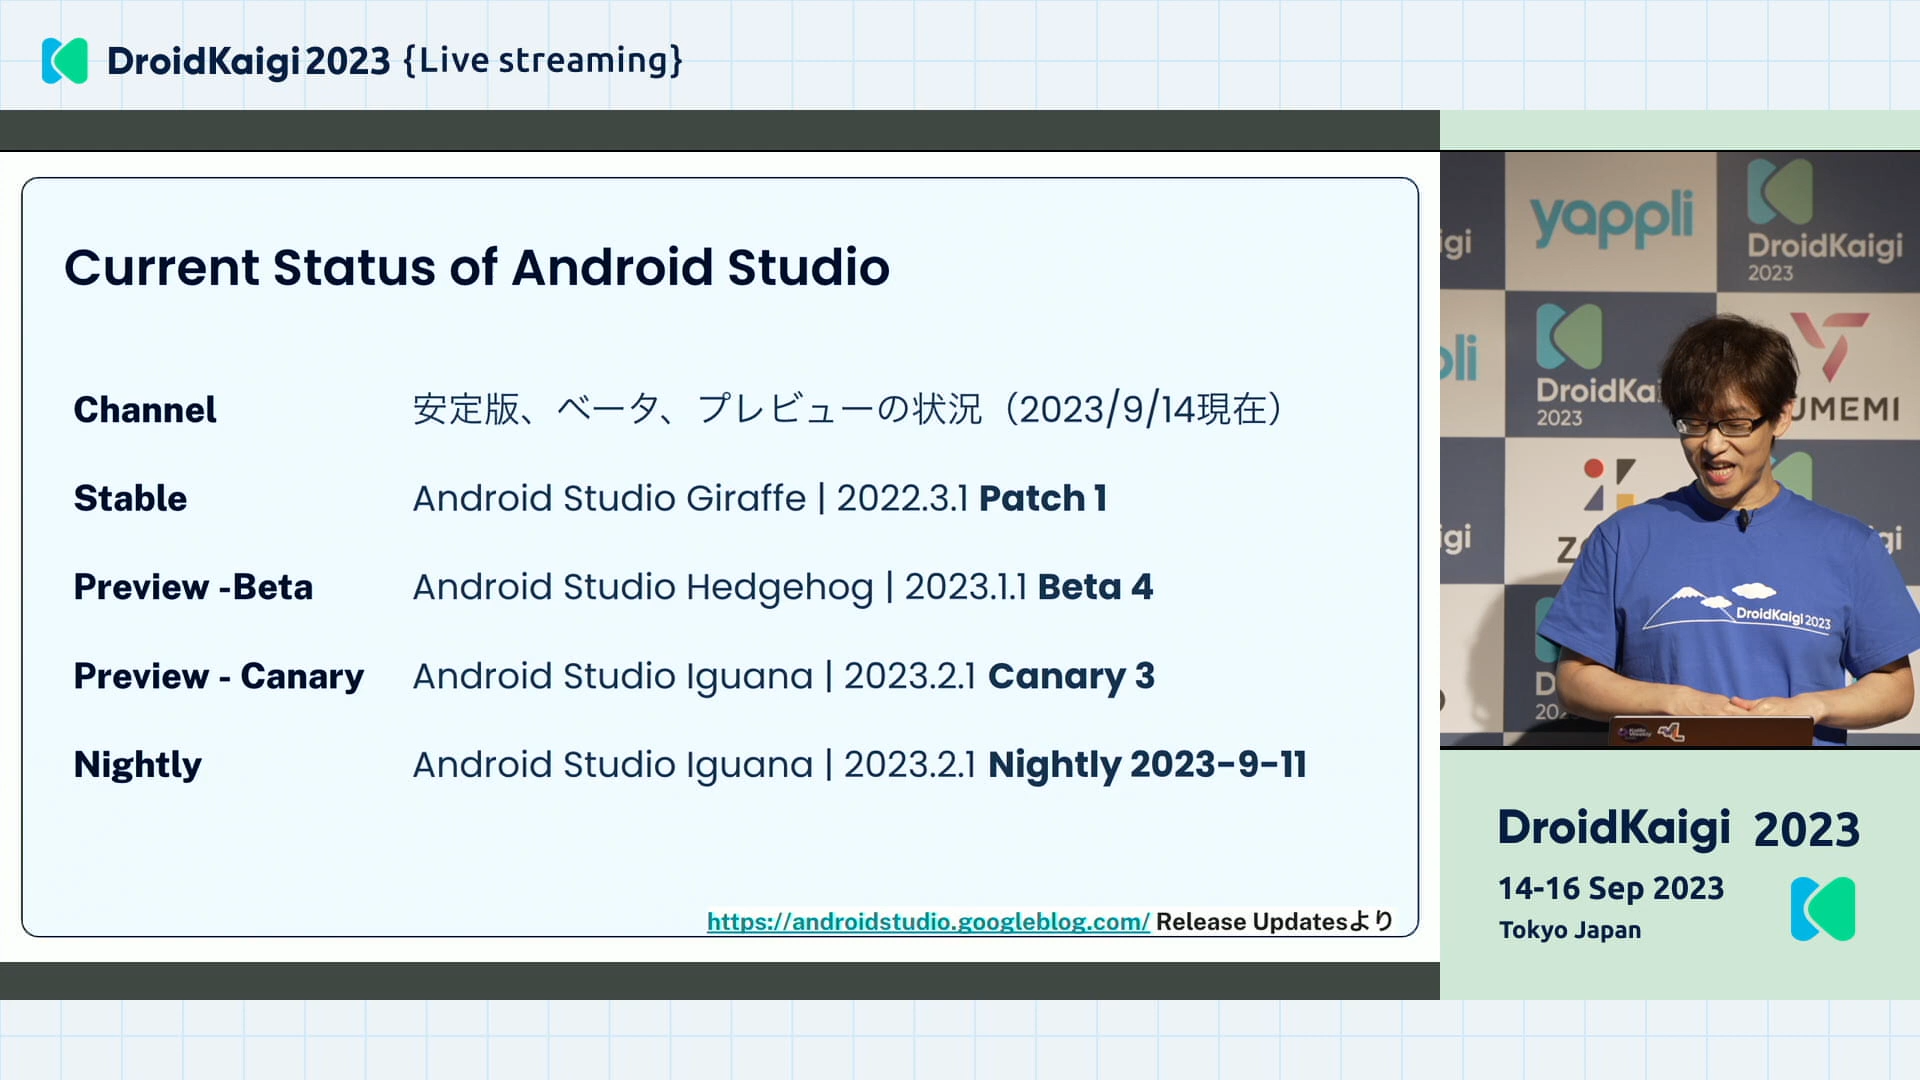 DroidKaigi 2023 {Live streaming}
Current Status of Android Studio
Channel 安定版、ベータ、プレビューの状況（2023/9/14現在）
Stable Android Studio Giraffe | 2022.3.1 Patch 1
Preview -Beta Android Studio Hedgehog | 2023.1.1 Beta 4
Preview - Canary Android Studio Iguana | 2023.2.1 Canary 3
Nightly Android Studio Iguana | 2023.2.1 Nightly 2023-9-11
https://androidstudio.googleblog.com/ Release Updatesより
igi
yappli
DroidKaigi
2023
pli
DroidKa
2023
UMEMI
igi
Z
gi
DroidKaigi 2023
D
DroidKaigi 2023
14-16 Sep 2023
Tokyo Japan